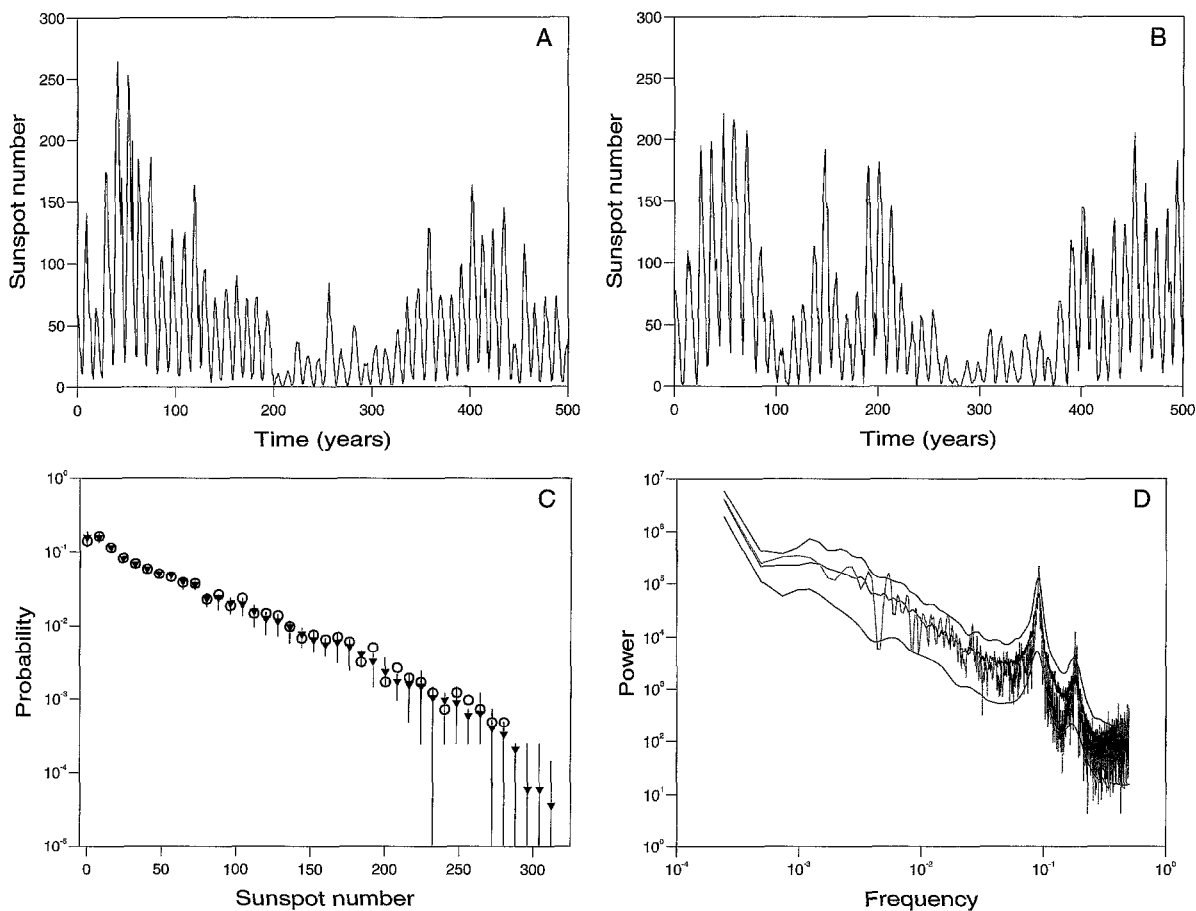 A
300
250
200
150
100
50
0
Sunspot number
0 100 200 300 400 500
Time (years)
B
300
250
200
150
100
50
0
Sunspot number
0 100 200 300 400 500
Time (years)
C
10⁰
10⁻¹
10⁻²
10⁻³
10⁻⁴
10⁻⁵
Probability
0 50 100 150 200 250 300
Sunspot number
D
10⁷
10⁶
10⁵
10⁴
10³
10²
10¹
10⁰
Power
10⁻⁴ 10⁻³ 10⁻² 10⁻¹ 10⁰
Frequency